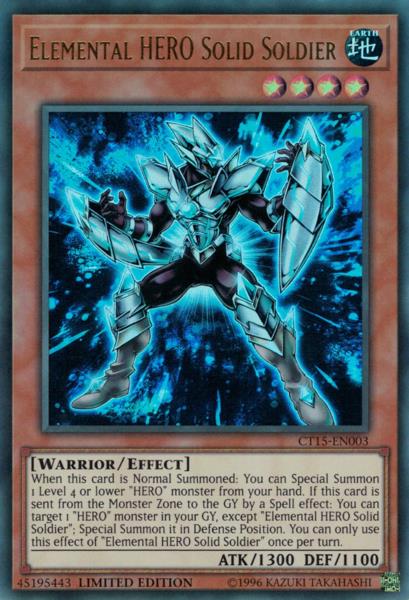 ELEMENTAL HERO SOLID SOLDIER
EARTH
地
CT15-EN003
[WARRIOR/EFFECT]
When this card is Normal Summoned: You can Special Summon
1 Level 4 or lower "HERO" monster from your hand. If this card is
sent from the Monster Zone to the GY by a Spell effect: You can
target 1 "HERO" monster in your GY, except "Elemental HERO Solid
Soldier"; Special Summon it in Defense Position. You can only use
this effect of "Elemental HERO Solid Soldier" once per turn.
ATK/1300 DEF/1100
45195443 LIMITED EDITION ©1996 KAZUKI TAKAHASHI